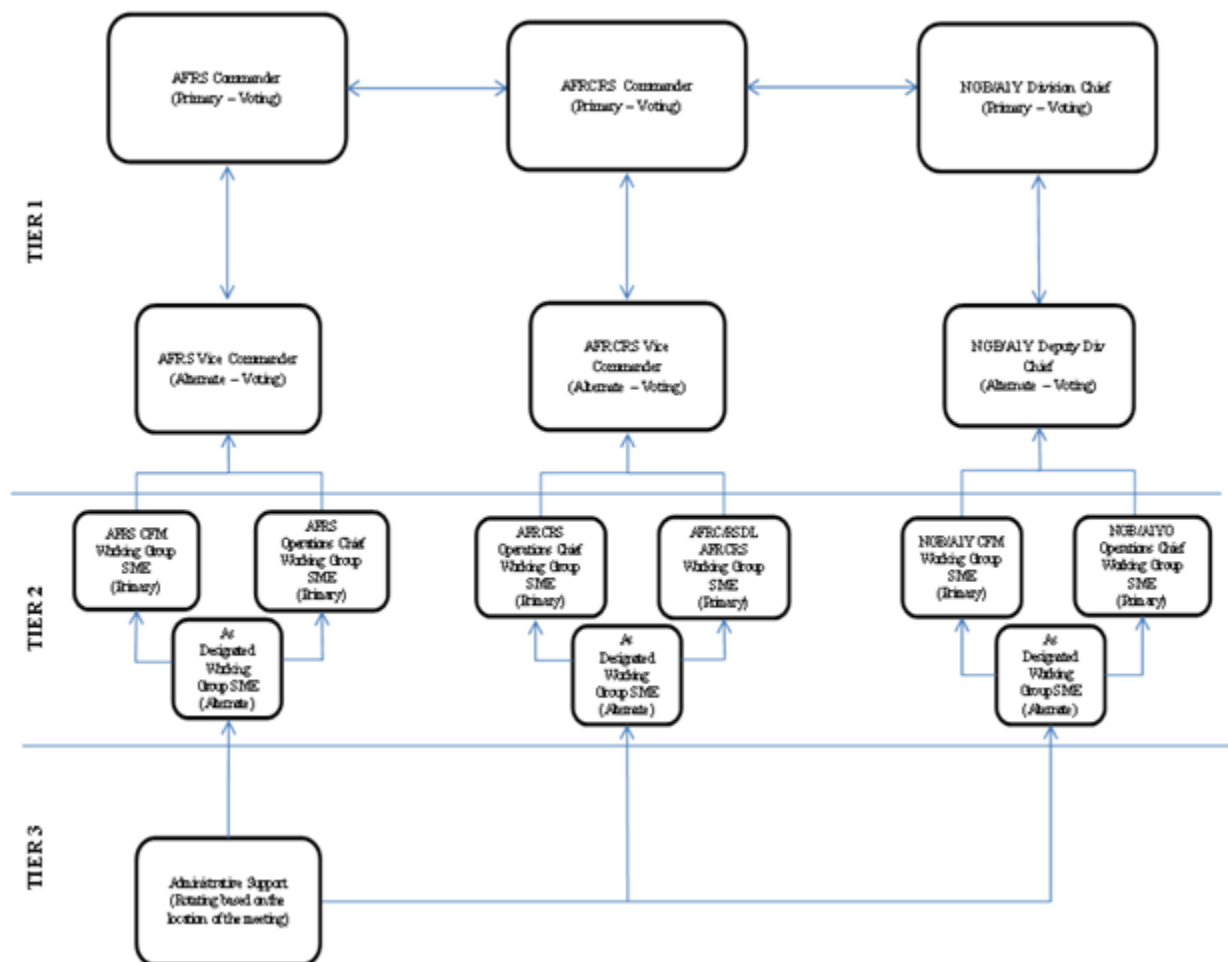 AFRS Commander
(Primary – Voting)
AFRCRS Commander
(Primary – Voting)
NGB/A1Y Division Chief
(Primary – Voting)
TIER 1
AFRS Vice Commander
(Alternate – Voting)
AFRCRS Vice
Commander
(Alternate – Voting)
NGB/A1Y Deputy Div
Chief
(Alternate – Voting)
TIER 2
AFRS CFM
Working Group
SME
(Primary)
AFRS
Operations Chief
Working Group
SME
(Primary)
AFRCRS
Operations Chief
Working Group
SME
(Primary)
AFRC/RSDL
AFRCRS
Working Group
SME
(Primary)
NGB/A1Y CFM
Working Group
SME
(Primary)
NGB/A1YO
Operations Chief
Working Group
SME
(Primary)
As
Designated
Working
Group SME
(Alternate)
As
Designated
Working
Group SME
(Alternate)
As
Designated
Working
Group SME
(Alternate)
TIER 3
Administrative Support
(Rotating based on the
location of the meeting)